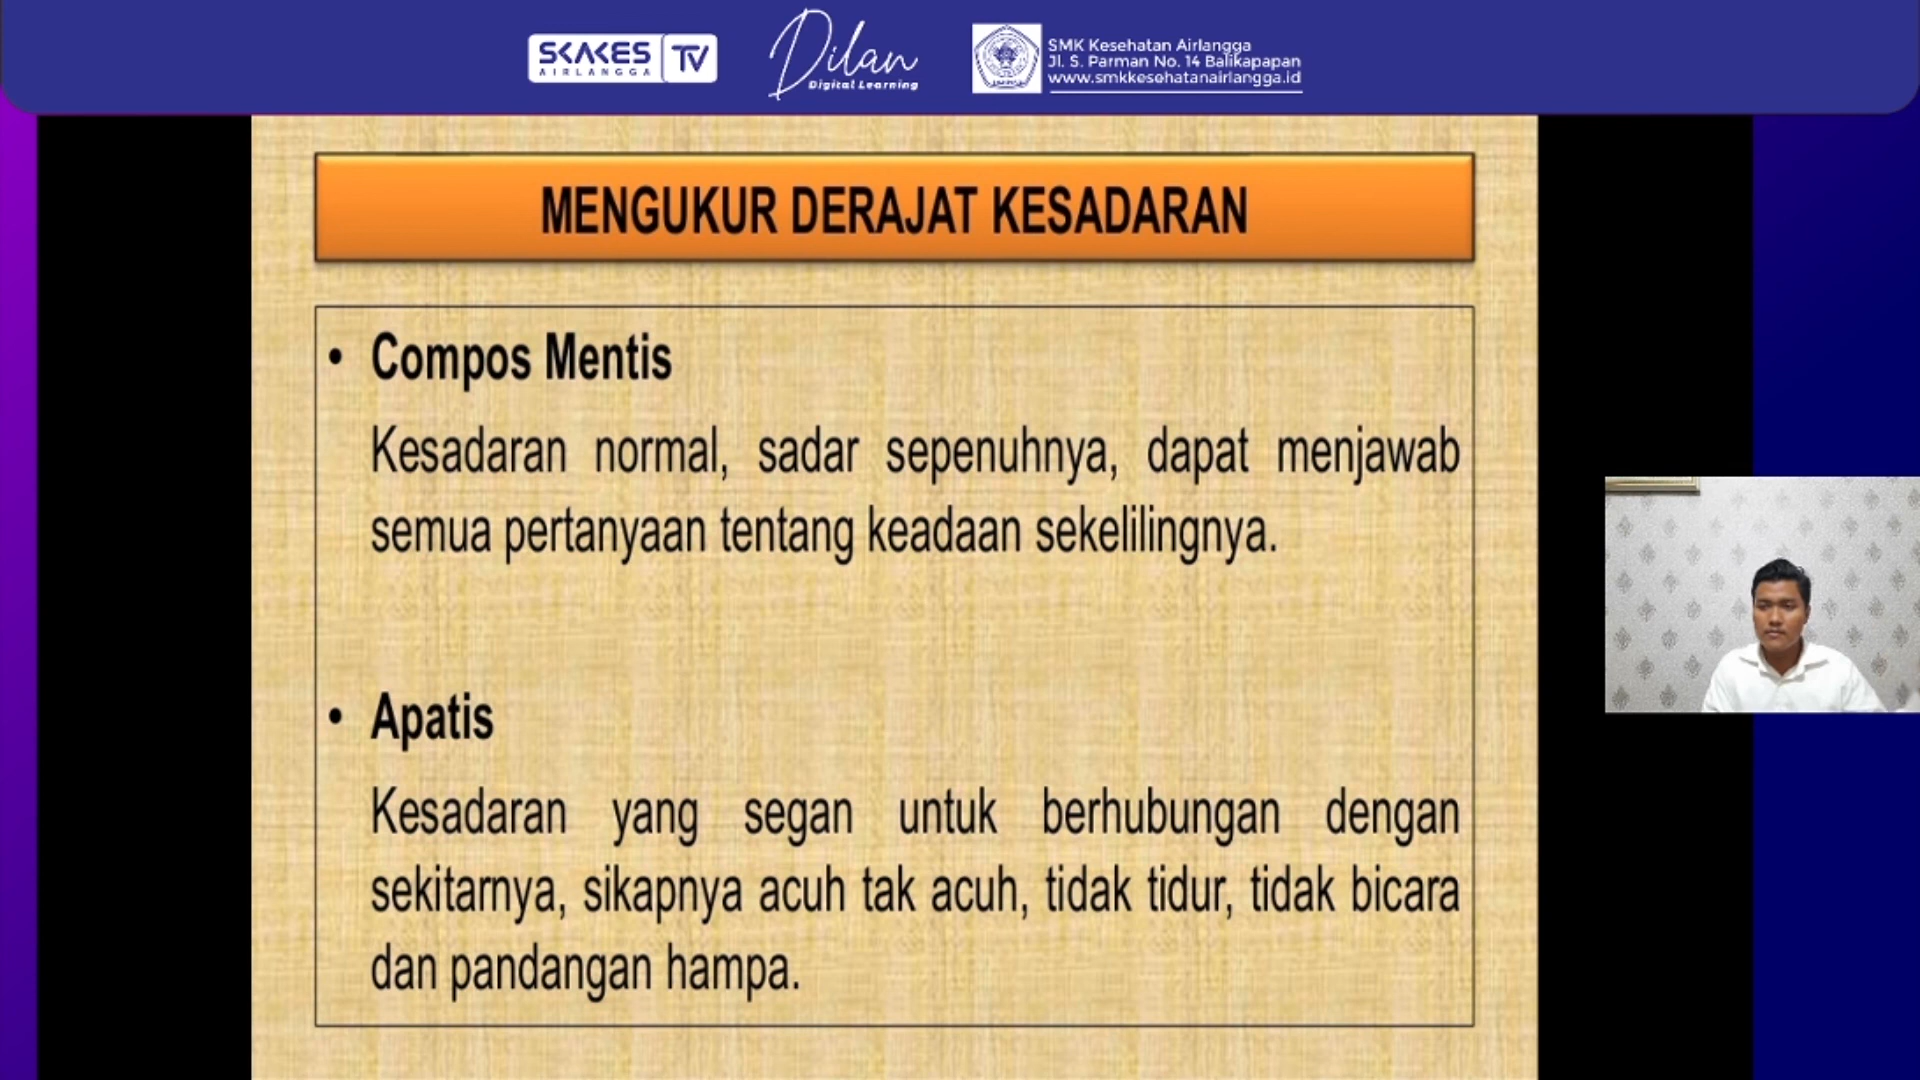 SKAKES TV
AIRLANGGA
Dilan
Digital Learning
SMK Kesehatan Airlangga
Jl. S. Parman No. 14 Balikapapan
www.smkkesehatanairlangga.id
MENGUKUR DERAJAT KESADARAN
• Compos Mentis
Kesadaran normal, sadar sepenuhnya, dapat menjawab
semua pertanyaan tentang keadaan sekelilingnya.
• Apatis
Kesadaran yang segan untuk berhubungan dengan
sekitarnya, sikapnya acuh tak acuh, tidak tidur, tidak bicara
dan pandangan hampa.